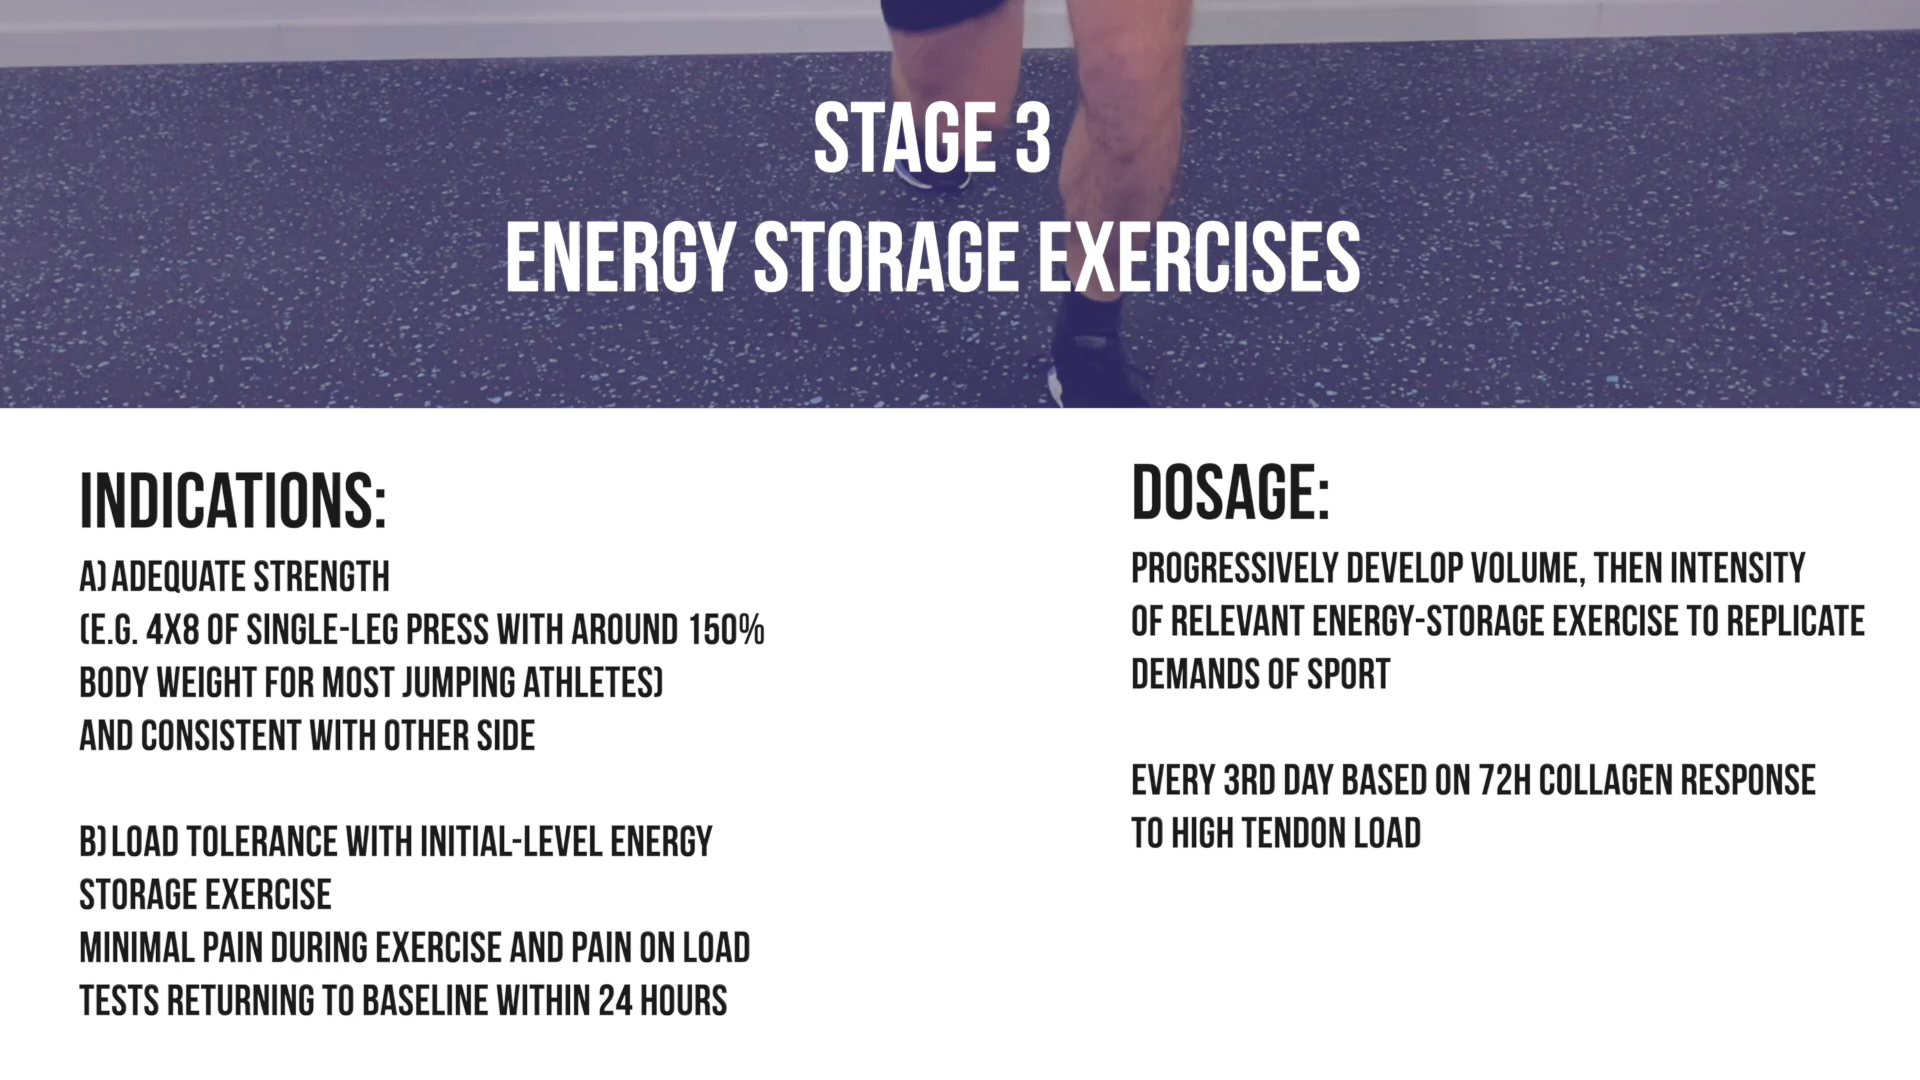 STAGE 3
ENERGY STORAGE EXERCISES
INDICATIONS:
A) ADEQUATE STRENGTH
(E.G. 4X8 OF SINGLE-LEG PRESS WITH AROUND 150%
BODY WEIGHT FOR MOST JUMPING ATHLETES)
AND CONSISTENT WITH OTHER SIDE
B) LOAD TOLERANCE WITH INITIAL-LEVEL ENERGY
STORAGE EXERCISE
MINIMAL PAIN DURING EXERCISE AND PAIN ON LOAD
TESTS RETURNING TO BASELINE WITHIN 24 HOURS
DOSAGE:
PROGRESSIVELY DEVELOP VOLUME, THEN INTENSITY
OF RELEVANT ENERGY-STORAGE EXERCISE TO REPLICATE
DEMANDS OF SPORT
EVERY 3RD DAY BASED ON 72H COLLAGEN RESPONSE
TO HIGH TENDON LOAD